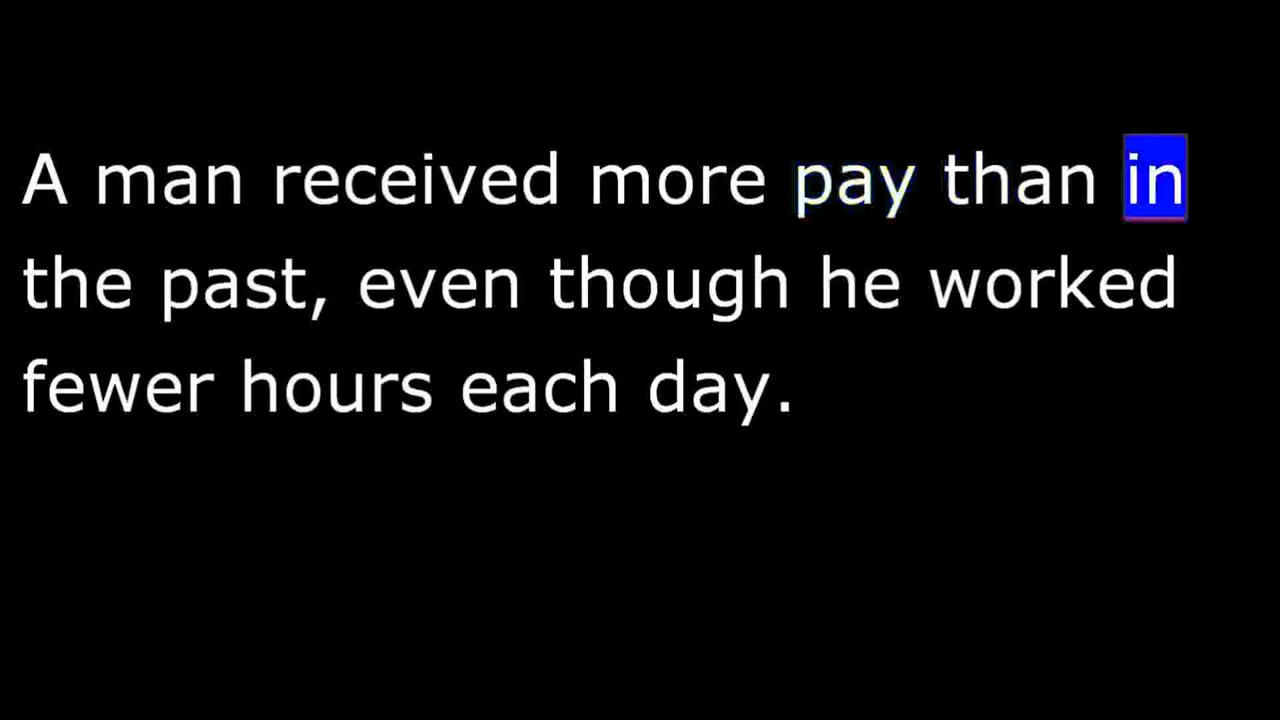 A man received more pay than in
the past, even though he worked
fewer hours each day.